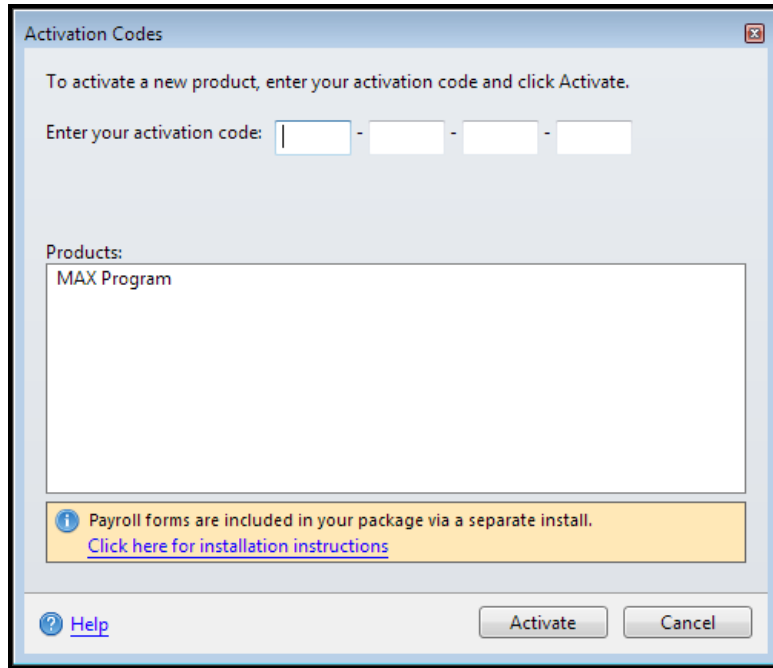 Activation Codes
To activate a new product, enter your activation code and click Activate.
Enter your activation code: - - -
Products:
MAX Program
Payroll forms are included in your package via a separate install.
Click here for installation instructions
Help Activate Cancel